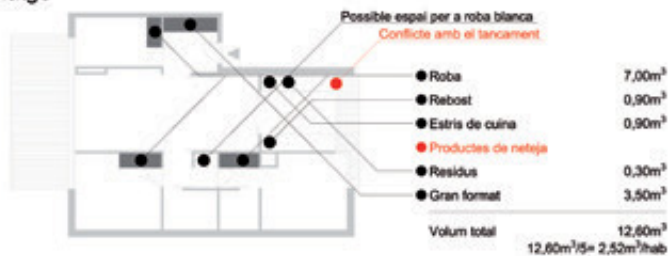 Possible espai per a roba blanca
Conflicte amb el tancament
Roba 7,00m³
Rebost 0,90m³
Estris de cuina 0,90m³
Productes de neteja
Residus 0,30m³
Gran format 3,50m³
Volum total 12,60m³
12,60m³/5= 2,52m³/hab